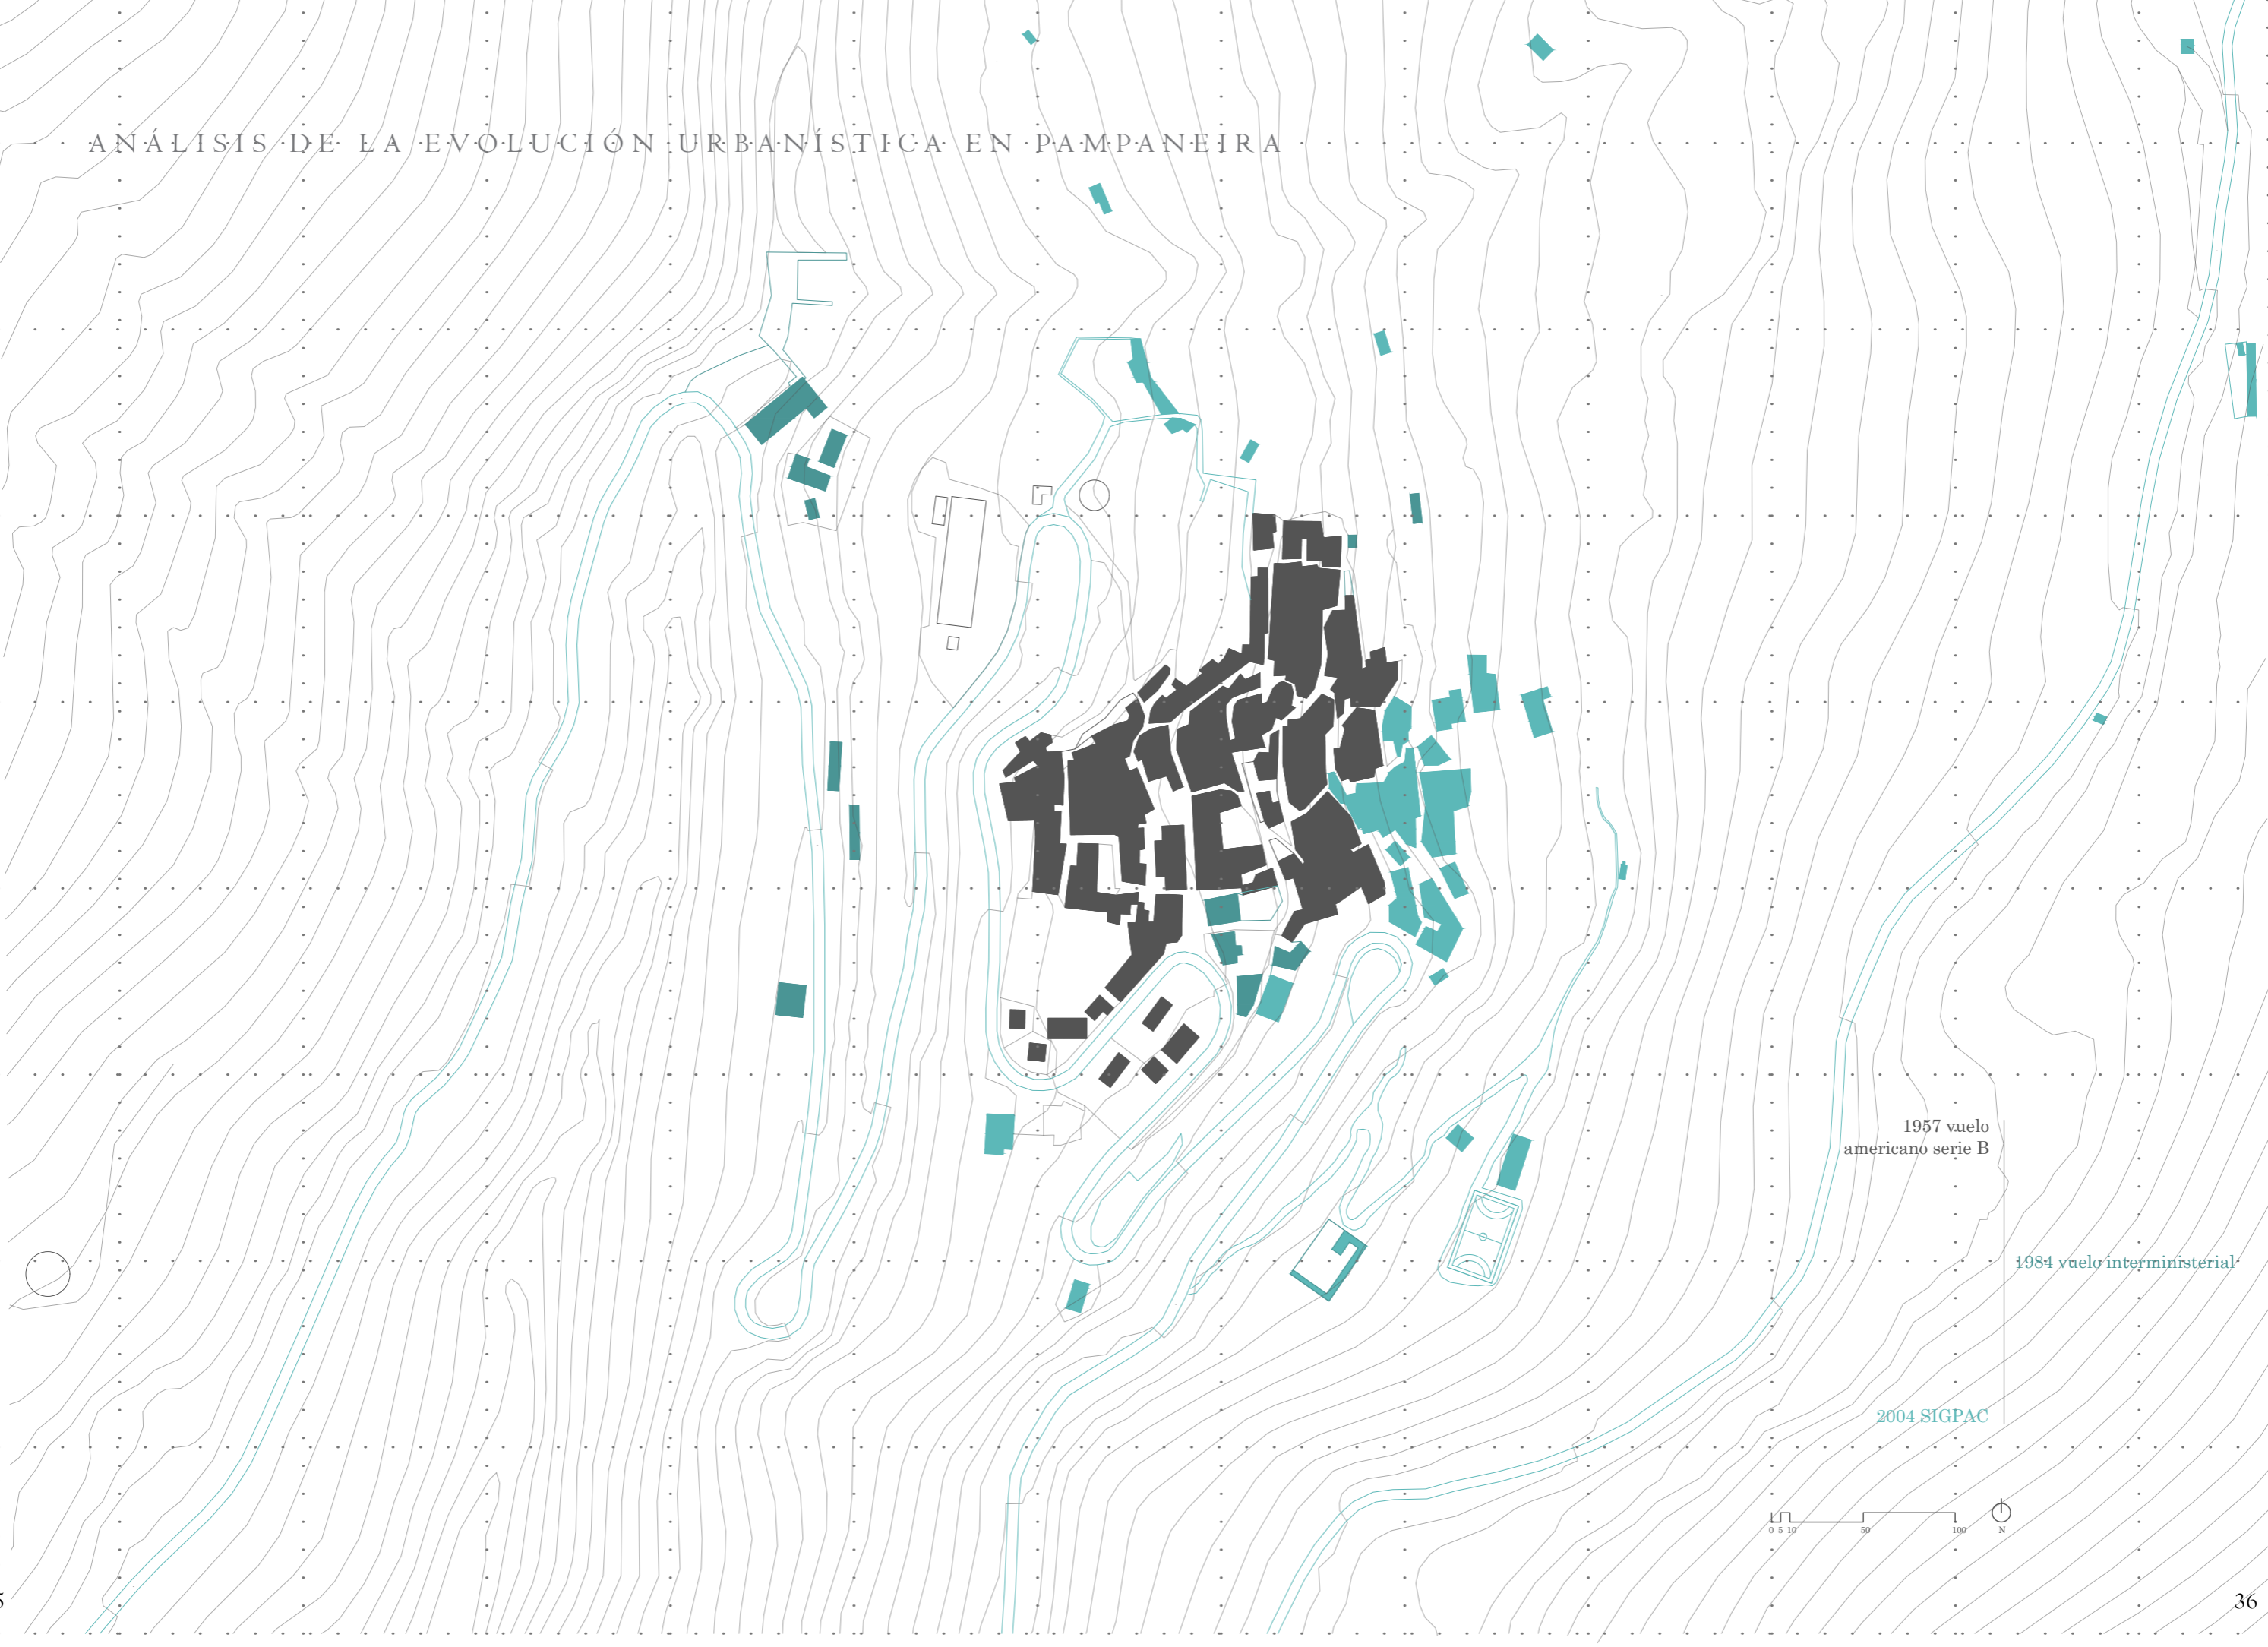 ANÁLISIS DE LA EVOLUCIÓN URBANÍSTICA EN PAMPANEIRA
1957 vuelo
americano serie B
1984 vuelo interministerial
2004 SIGPAC
0 5 10 50 100 N
36